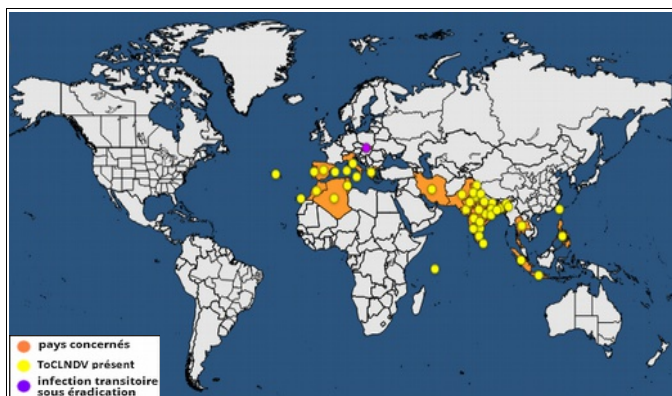 pays concernés
ToCLNDV présent
infection transitoire
sous éradication